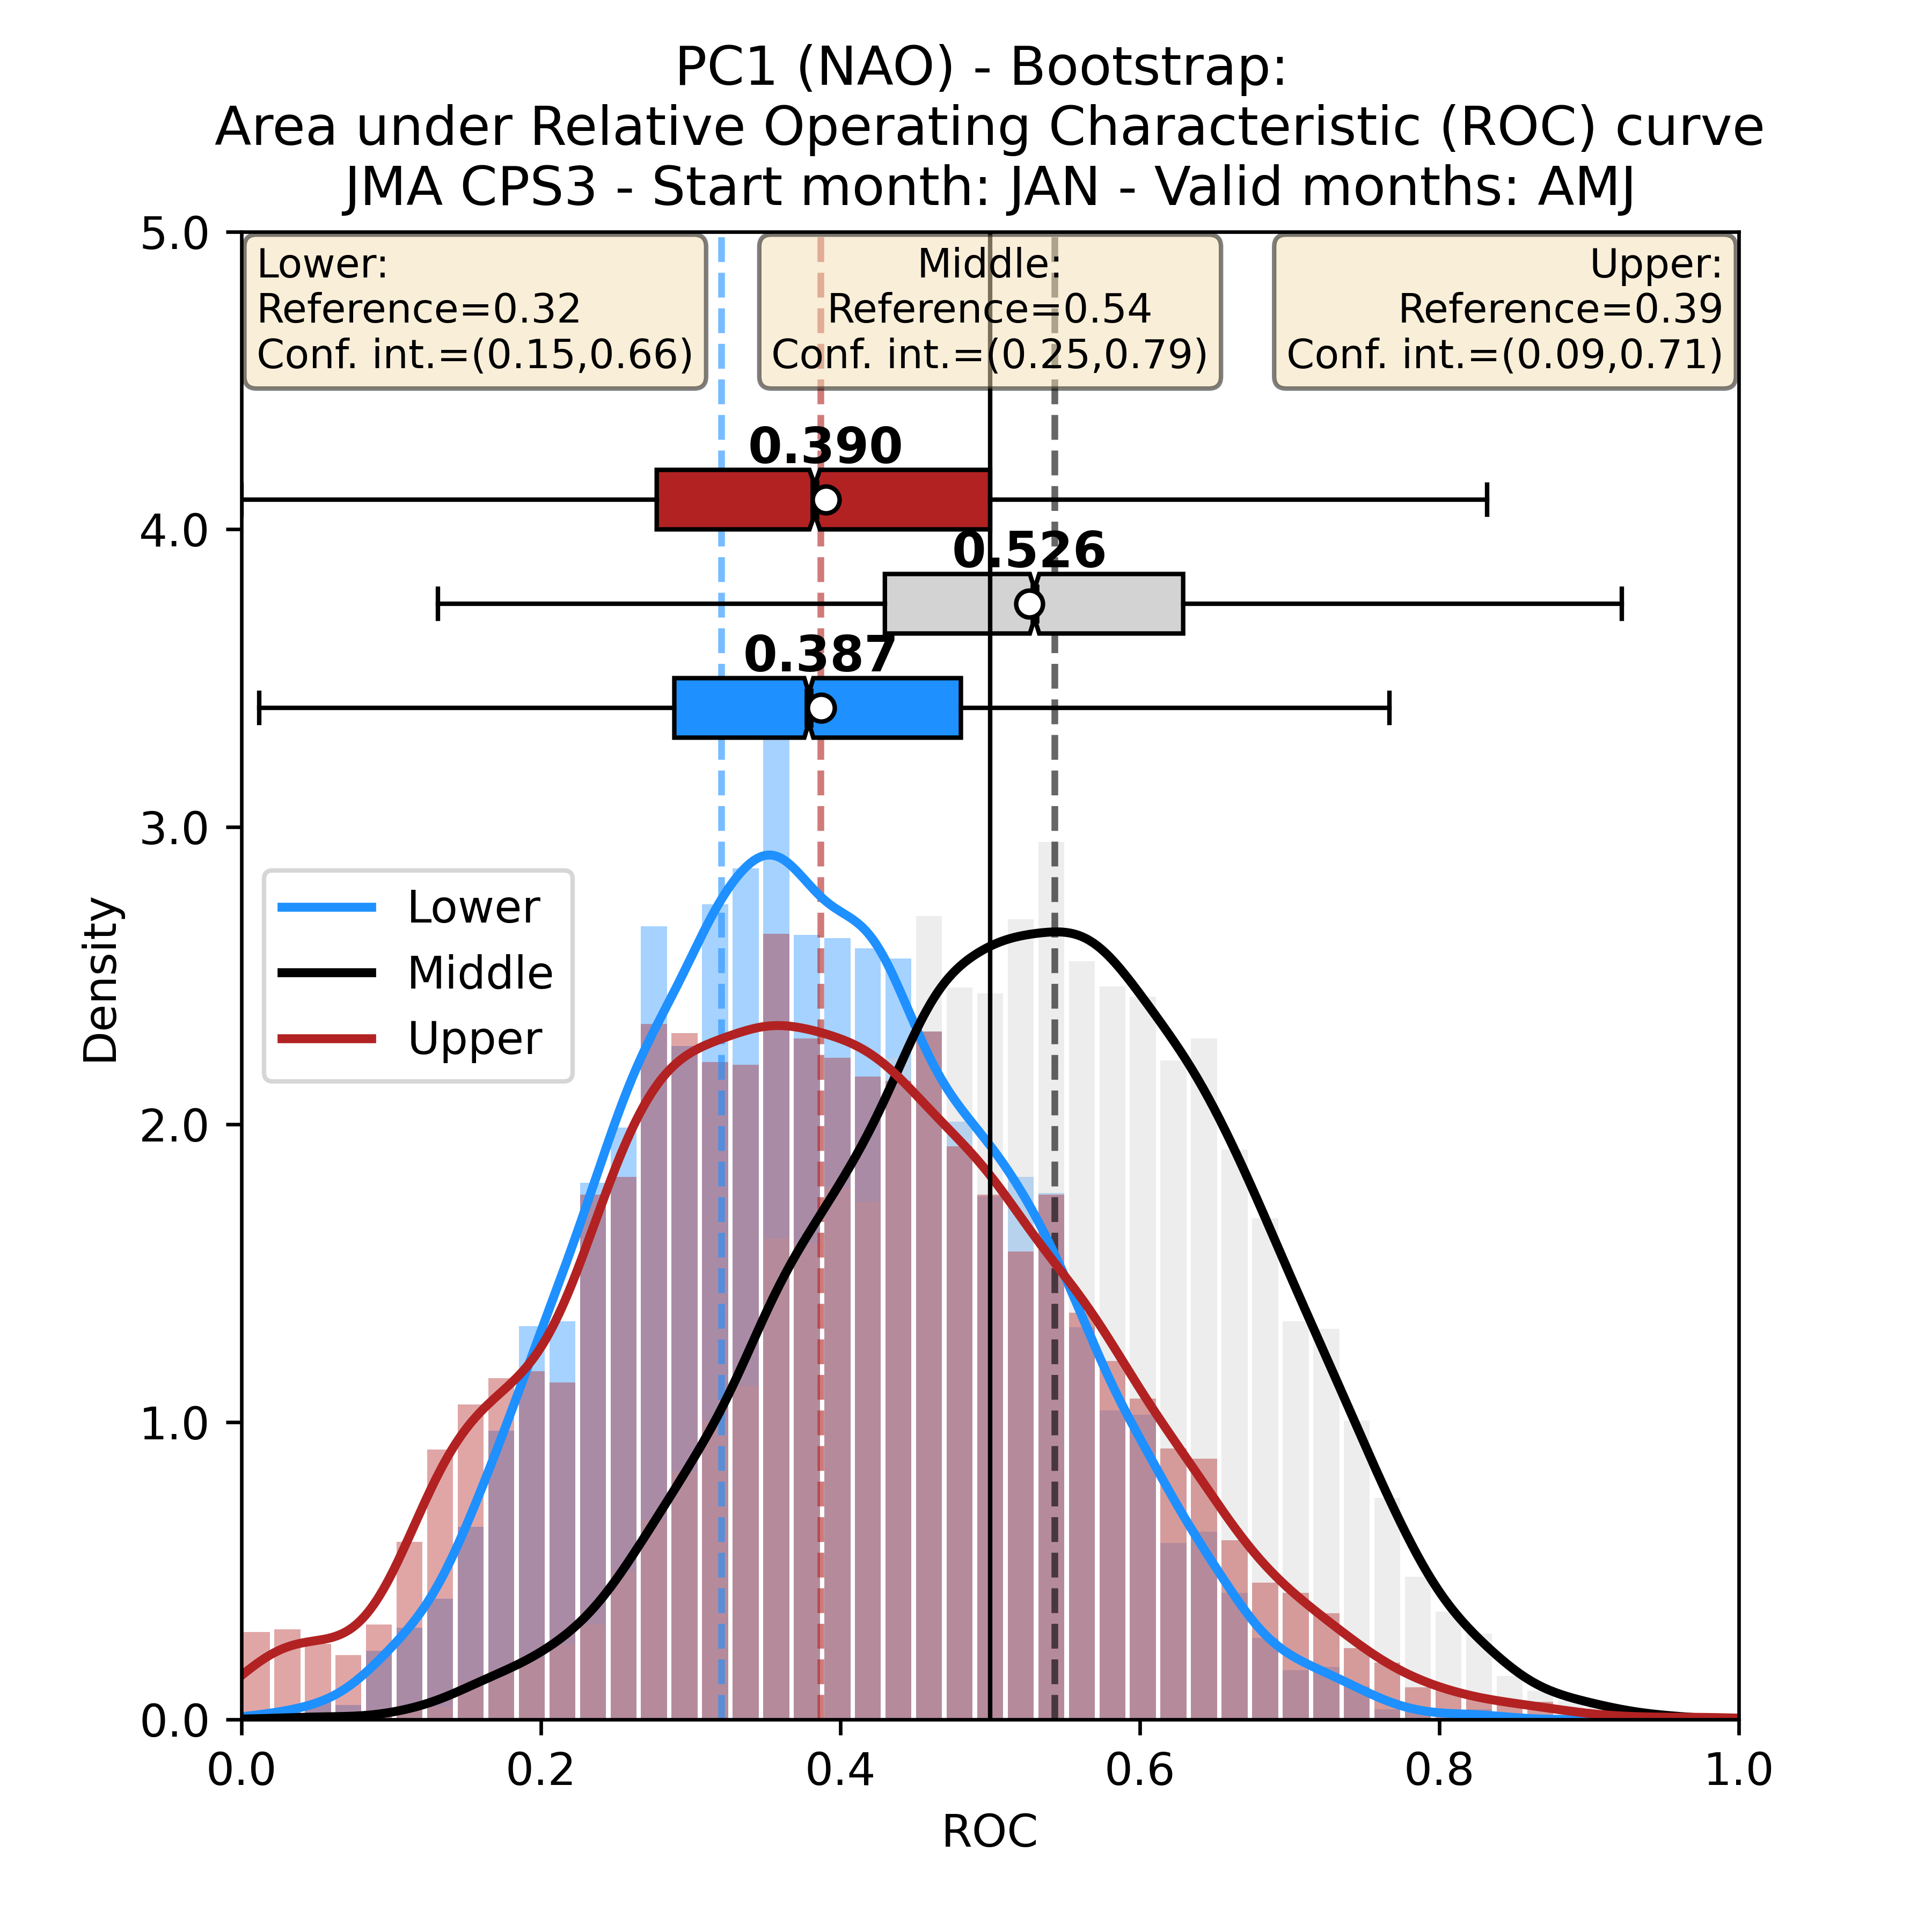 PC1 (NAO) - Bootstrap:
Area under Relative Operating Characteristic (ROC) curve
JMA CPS3 - Start month: JAN - Valid months: AMJ
Lower:
Reference=0.32
Conf. int.=(0.15,0.66)
Middle:
Reference=0.54
Conf. int.=(0.25,0.79)
Upper:
Reference=0.39
Conf. int.=(0.09,0.71)
0.390
0.526
0.387
Lower
Middle
Upper
Density
5.0
4.0
3.0
2.0
1.0
0.0
0.0 0.2 0.4 0.6 0.8 1.0
ROC